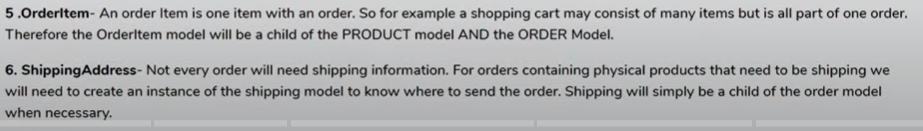 5 .OrderItem- An order Item is one item with an order. So for example a shopping cart may consist of many items but is all part of one order.
Therefore the OrderItem model will be a child of the PRODUCT model AND the ORDER Model.
6. ShippingAddress- Not every order will need shipping information. For orders containing physical products that need to be shipping we
will need to create an instance of the shipping model to know where to send the order. Shipping will simply be a child of the order model
when necessary.